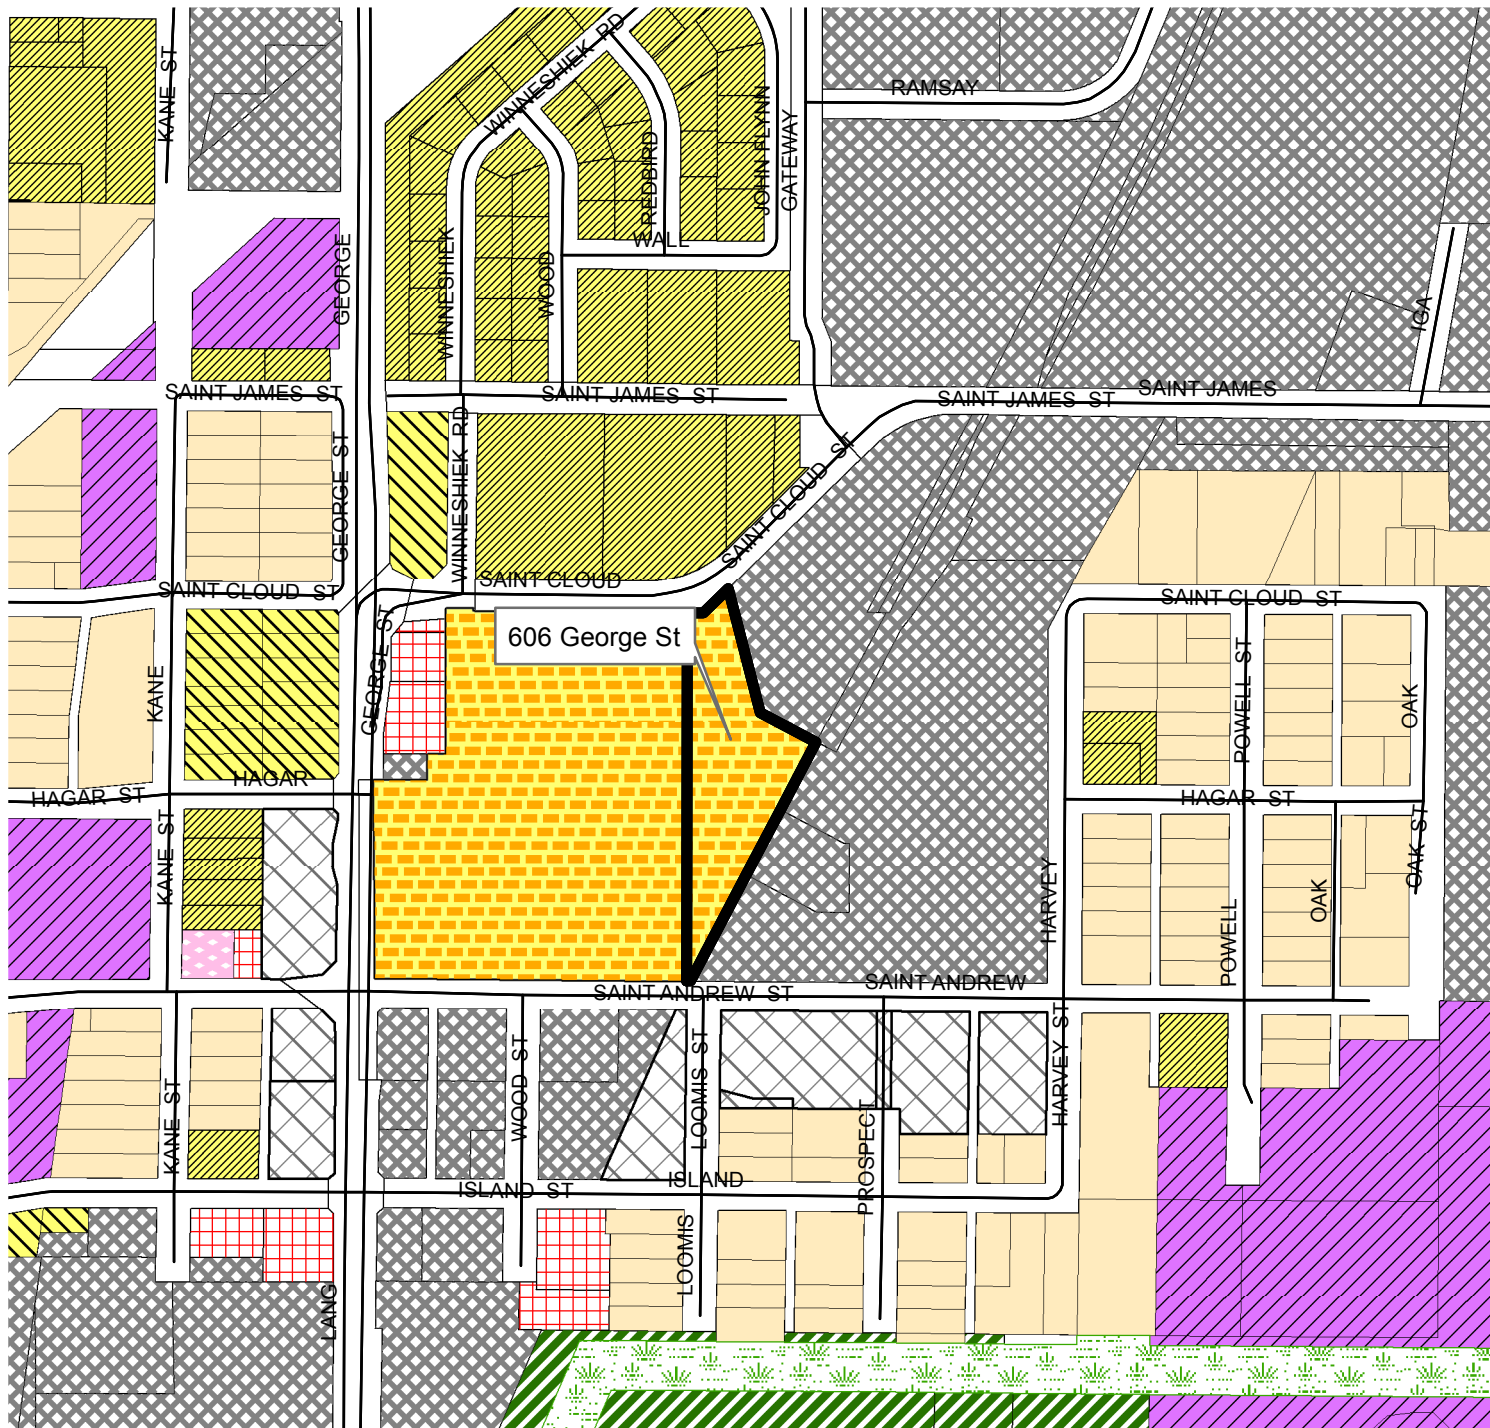 KANE ST
WINNESHIEK RD
RAMSAY
JOHN FLYNN
GATEWAY
REDBIRD
WALL
GEORGE
WINNESHIEK
WOOD
IGA
SAINT JAMES ST
SAINT JAMES ST
SAINT JAMES ST
SAINT JAMES
GEORGE ST
WINNESHIEK RD
SAINT CLOUD ST
SAINT CLOUD ST
SAINT CLOUD
SAINT CLOUD ST
606 George St
GEORGE ST
KANE
POWELL ST
OAK
HAGAR ST
HAGAR
HAGAR ST
KANE ST
HARVEY
POWELL
OAK
OAK ST
SAINT ANDREW ST
SAINT ANDREW
KANE ST
WOOD ST
LOOMIS ST
PROSPECT
HARVEY ST
ISLAND ST
ISLAND
LOOMIS
LANG